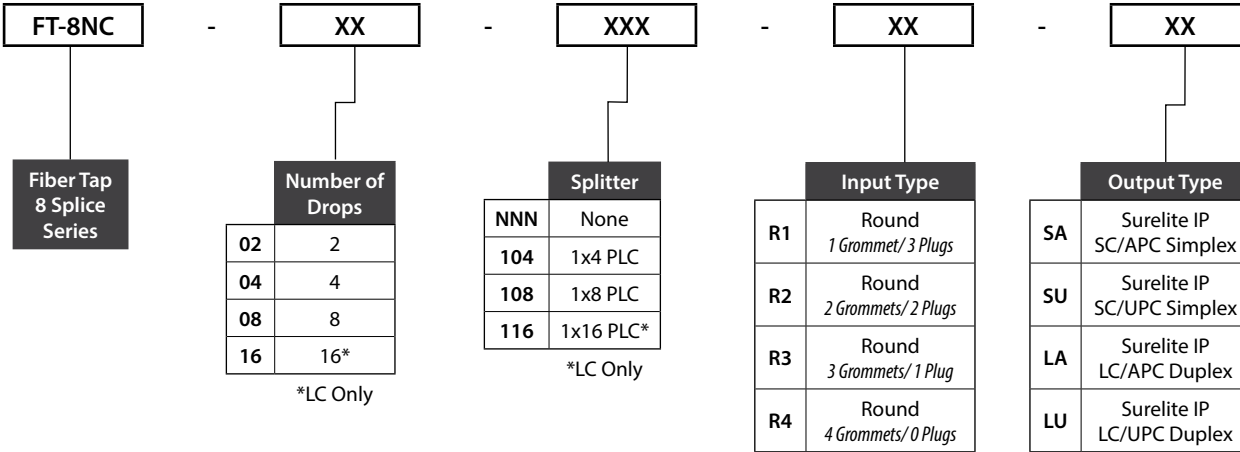 FT-8NC - XX - XXX - XX - XX
Fiber Tap
8 Splice
Series
Number of
Drops
02 2
04 4
08 8
16 16*
*LC Only
Splitter
NNN None
104 1x4 PLC
108 1x8 PLC
116 1x16 PLC*
*LC Only
Input Type
R1 Round
1 Grommet/ 3 Plugs
R2 Round
2 Grommets/ 2 Plugs
R3 Round
3 Grommets/ 1 Plug
R4 Round
4 Grommets/ 0 Plugs
Output Type
SA Surelite IP
SC/APC Simplex
SU Surelite IP
SC/UPC Simplex
LA Surelite IP
LC/APC Duplex
LU Surelite IP
LC/UPC Duplex